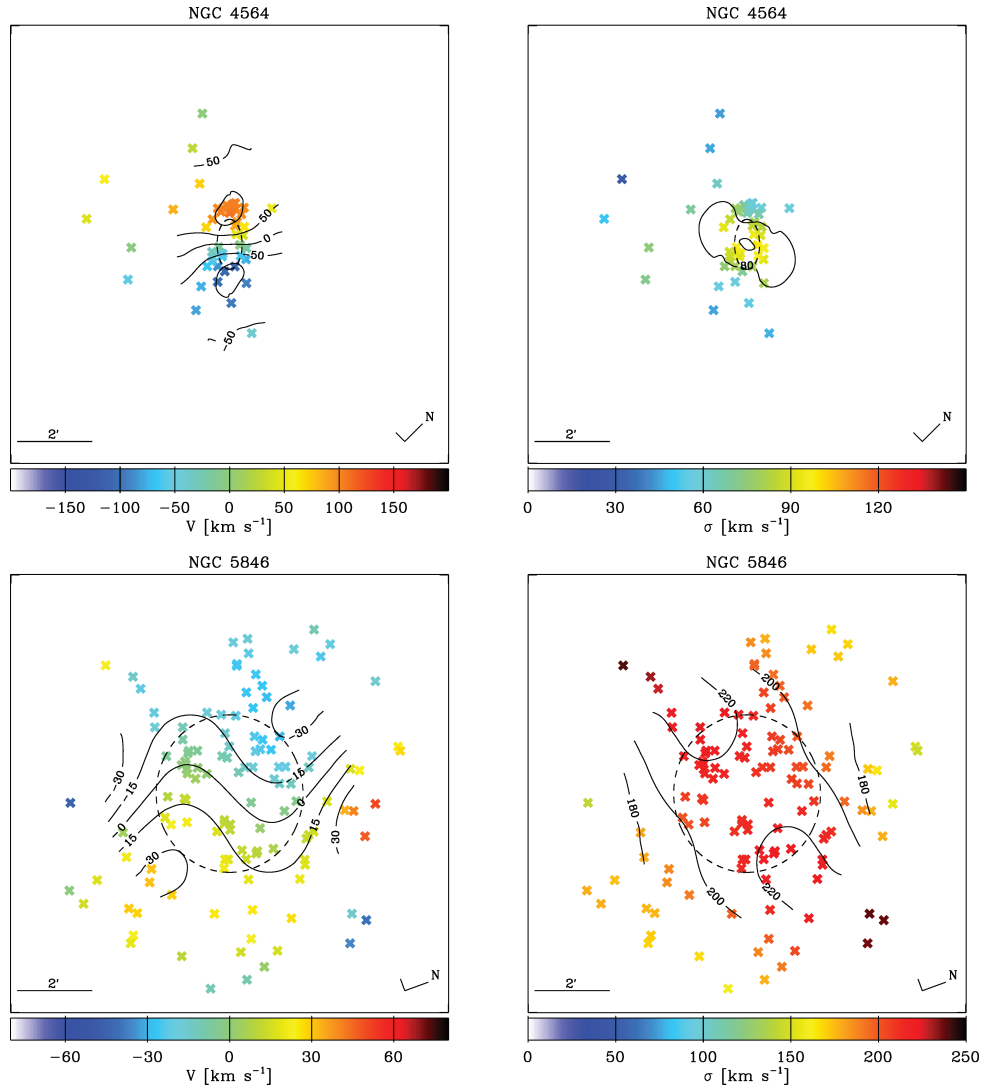 NGC 4564
50
50
0
−50
−50
N
2′
−150 −100 −50 0 50 100 150
V [km s⁻¹]
NGC 4564
80
N
2′
0 30 60 90 120
σ [km s⁻¹]
NGC 5846
−30
−30
−15
−15
0
0
15
15
30
30
N
2′
−60 −30 0 30 60
V [km s⁻¹]
NGC 5846
200
220
180
180
200
220
N
2′
0 50 100 150 200 250
σ [km s⁻¹]